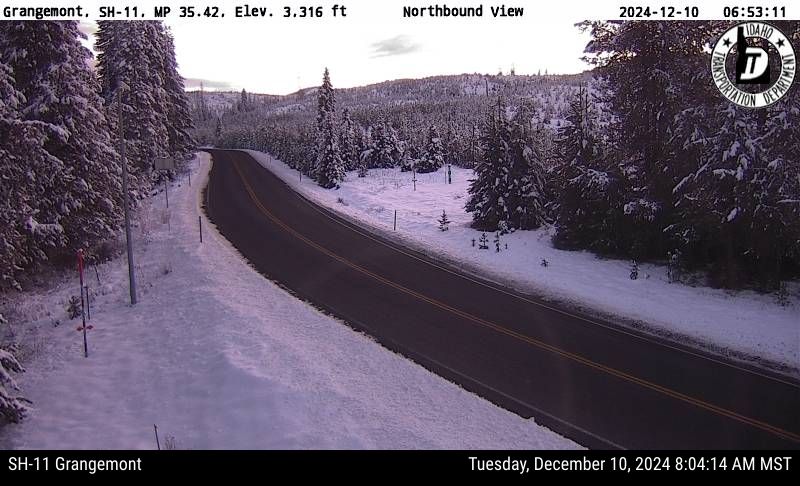 Grangemont, SH-11, MP 35.42, Elev. 3,316 ft Northbound View 2024-12-10 06:53:11
IDAHO
TRANSPORTATION DEPARTMENT
SH-11 Grangemont Tuesday, December 10, 2024 8:04:14 AM MST